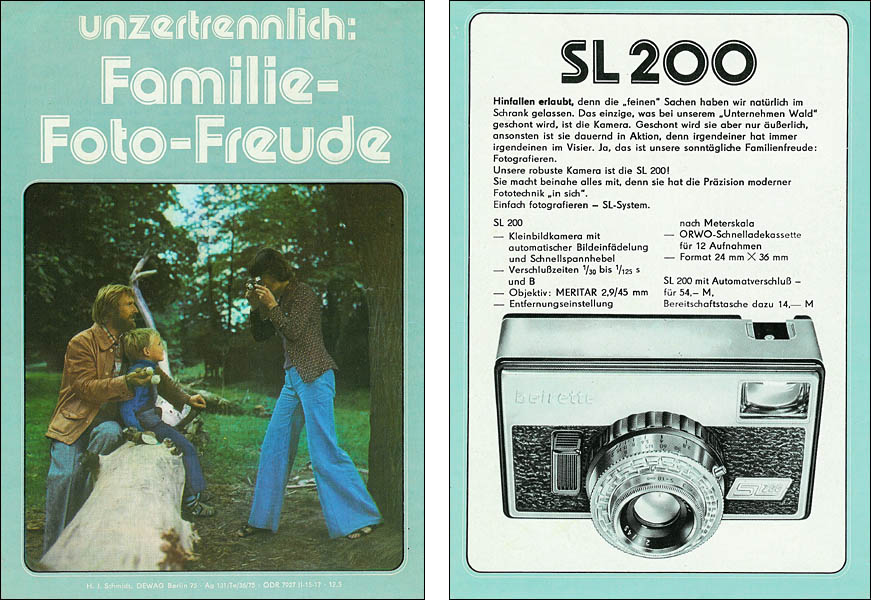 unzertrennlich:
Familie-
Foto-Freude
H. J. Schmidt, DEWAG Berlin 75 Ag 131/Te/36/75 · GDR 7927 II-15-17 · 12,5
SL 200
Hinfallen erlaubt, denn die „feinen“ Sachen haben wir natürlich im
Schrank gelassen. Das einzige, was bei unserem „Unternehmen Wald“
geschont wird, ist die Kamera. Geschont wird sie aber nur äußerlich,
ansonsten ist sie dauernd in Aktion, denn irgendeiner hat immer
irgendeinen im Visier. Ja, das ist unsere sonntägliche Familienfreude:
Fotografieren.
Unsere robuste Kamera ist die SL 200!
Sie macht beinahe alles mit, denn sie hat die Präzision moderner
Fototechnik „in sich“.
Einfach fotografieren – SL-System.
SL 200
— Kleinbildkamera mit
automatischer Bildeinfädelung
und Schnellspannhebel
— Verschlußzeiten 1/30 bis 1/125 s
und B
— Objektiv: MERITAR 2,9/45 mm
— Entfernungseinstellung
nach Meterskala
— ORWO-Schnelladekassette
für 12 Aufnahmen
— Format 24 mm X 36 mm
SL 200 mit Automatverschluß –
für 54,– M,
Bereitschaftstasche dazu 14,— M
Beirette
SL 200